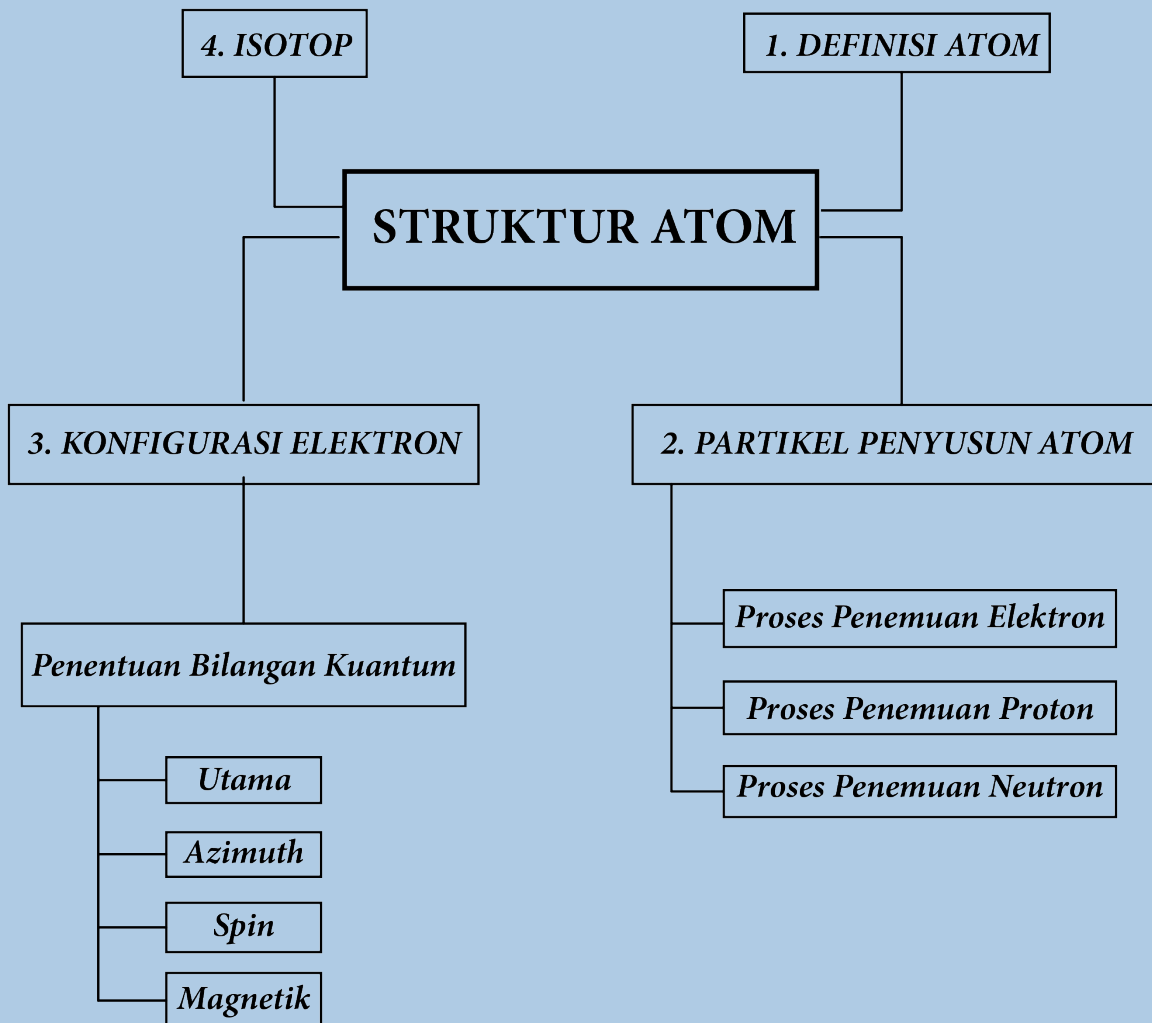 4. ISOTOP
1. DEFINISI ATOM
STRUKTUR ATOM
3. KONFIGURASI ELEKTRON
2. PARTIKEL PENYUSUN ATOM
Proses Penemuan Elektron
Proses Penemuan Proton
Proses Penemuan Neutron
Penentuan Bilangan Kuantum
Utama
Azimuth
Spin
Magnetik